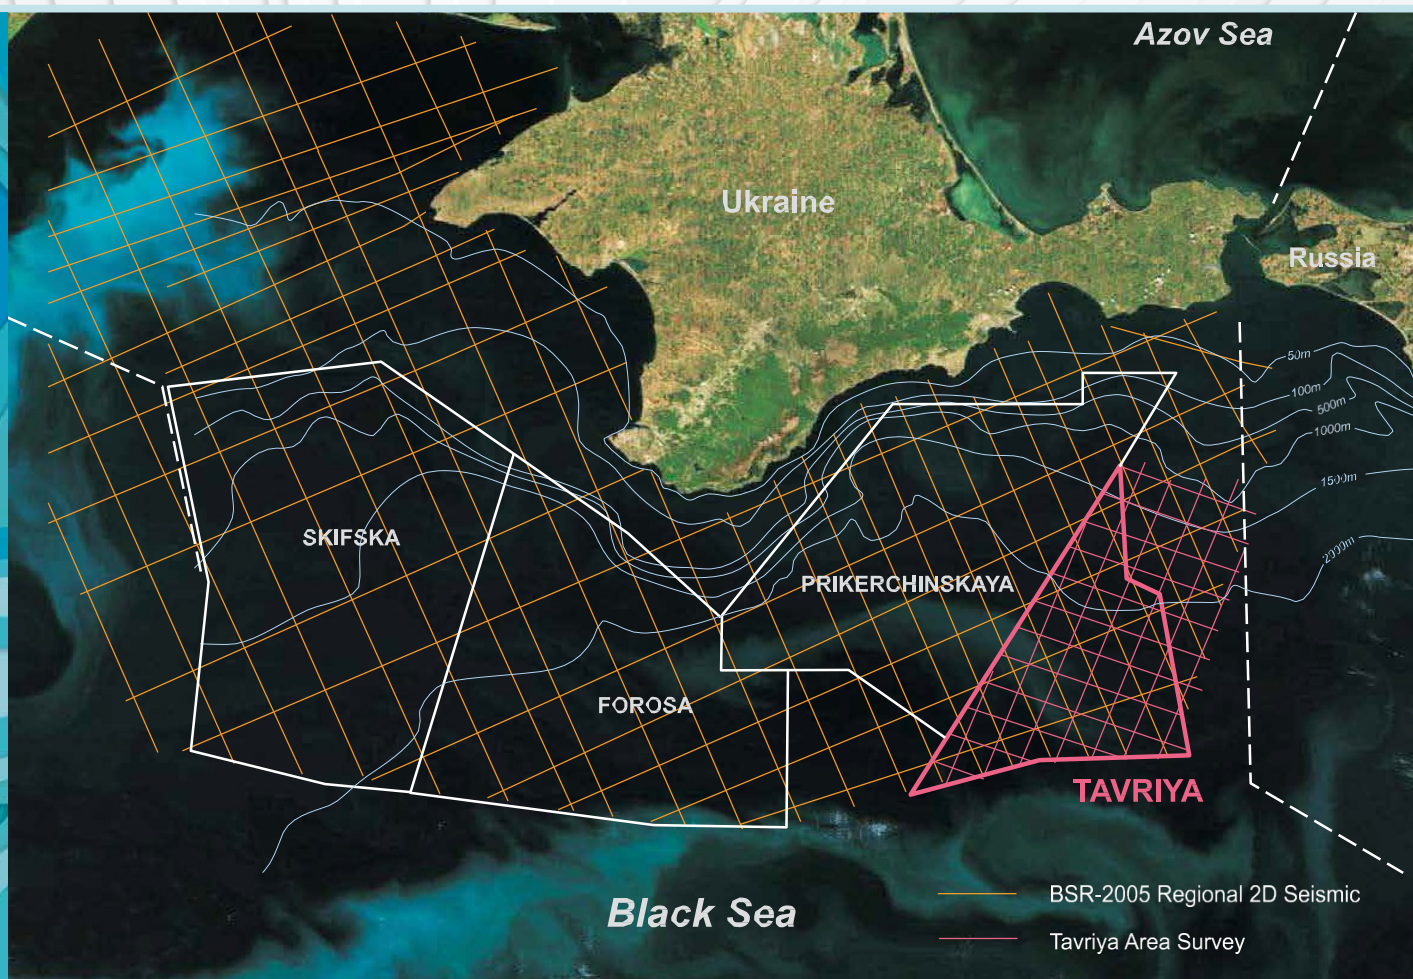 Azov Sea
Ukraine
Russia
50m
100m
500m
1000m
1500m
2000m
SKIFSKA
PRIKERCHINSKAYA
FOROSA
TAVRIYA
BSR-2005 Regional 2D Seismic
Black Sea
Tavriya Area Survey